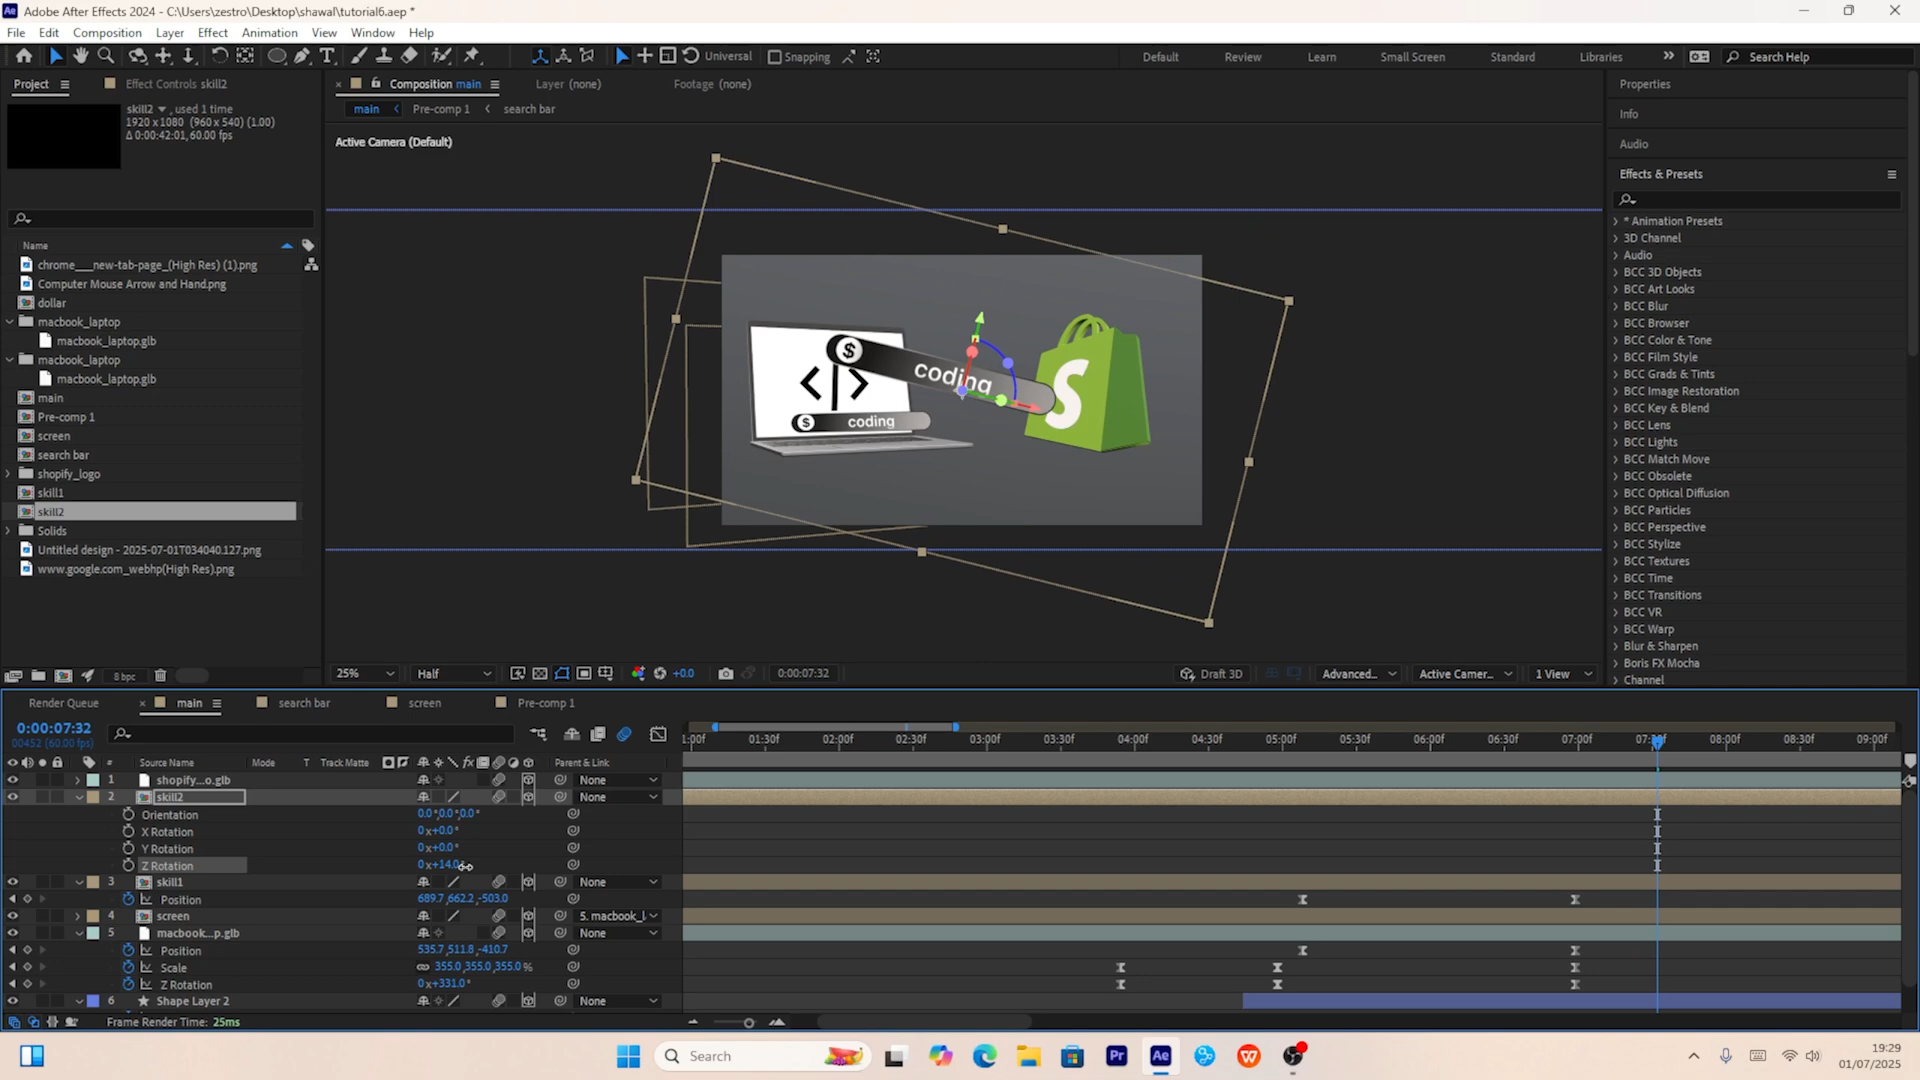 Adobe After Effects 2024 - C:\Users\zestro\Desktop\shawal\tutorial6.aep *
File Edit Composition Layer Effect Animation View Window Help
Universal Snapping Default Review Learn Small Screen Standard Libraries Search Help
Project Effect Controls skill2
skill2 , used 1 time
1920 x 1080 (960 x 540) (1.00)
Δ 0:00:42:01, 60.00 fps
Name
chrome___new-tab-page_(High Res) (1).png
Computer Mouse Arrow and Hand.png
dollar
macbook_laptop
macbook_laptop.glb
macbook_laptop
macbook_laptop.glb
main
Pre-comp 1
screen
search bar
shopify_logo
skill1
skill2
Solids
Untitled design - 2025-07-01T034040.127.png
www.google.com_webhp(High Res).png
8 bpc
Composition main Layer (none) Footage (none)
main Pre-comp 1 search bar
Active Camera (Default)
$ coding
</>
$ coding
S
25% Half +0.0 0:00:07:32 Draft 3D Advanced... Active Camer... 1 View
Properties
Info
Audio
Effects & Presets
* Animation Presets
3D Channel
Audio
BCC 3D Objects
BCC Art Looks
BCC Blur
BCC Browser
BCC Color & Tone
BCC Film Style
BCC Grads & Tints
BCC Image Restoration
BCC Key & Blend
BCC Lens
BCC Lights
BCC Match Move
BCC Obsolete
BCC Optical Diffusion
BCC Particles
BCC Perspective
BCC Stylize
BCC Textures
BCC Time
BCC Transitions
BCC VR
BCC Warp
Blur & Sharpen
Boris FX Mocha
Channel
Render Queue main search bar screen Pre-comp 1
0:00:07:32
00452 (60.00 fps)
1:00f 01:30f 02:00f 02:30f 03:00f 03:30f 04:00f 04:30f 05:00f 05:30f 06:00f 06:30f 07:00f 08:00f 08:30f 09:00f
# Source Name Mode T Track Matte fx Parent & Link
1 shopify...o.glb None
2 skill2 None
Orientation 0.0°,0.0°,0.0°
X Rotation 0x+0.0°
Y Rotation 0x+0.0°
Z Rotation 0x+14.0
3 skill1 None
Position 689.7,662.2,-503.0
4 screen 5. macbook_l
5 macbook...p.glb None
Position 535.7,511.8,-410.7
Scale 355.0,355.0,355.0%
Z Rotation 0x+331.0°
6 Shape Layer 2 None
Frame Render Time: 25ms
Search
Pr Ae
19:29
01/07/2025